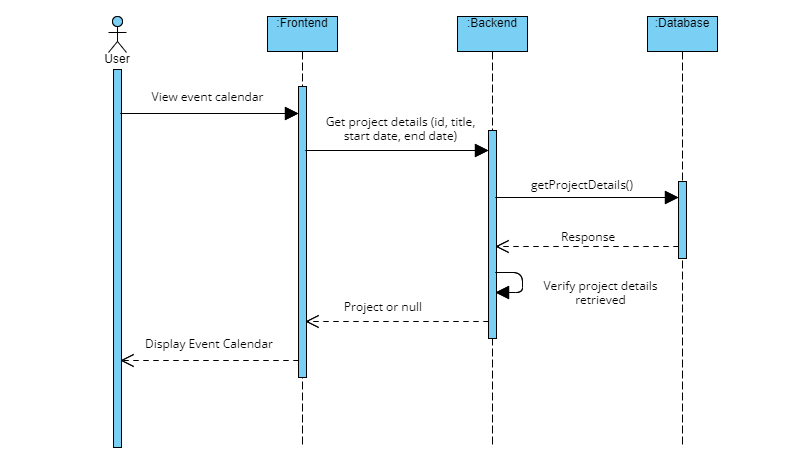 :Frontend
:Backend
:Database
User
View event calendar
Get project details (id, title,
start date, end date)
getProjectDetails()
Response
Verify project details
retrieved
Project or null
Display Event Calendar